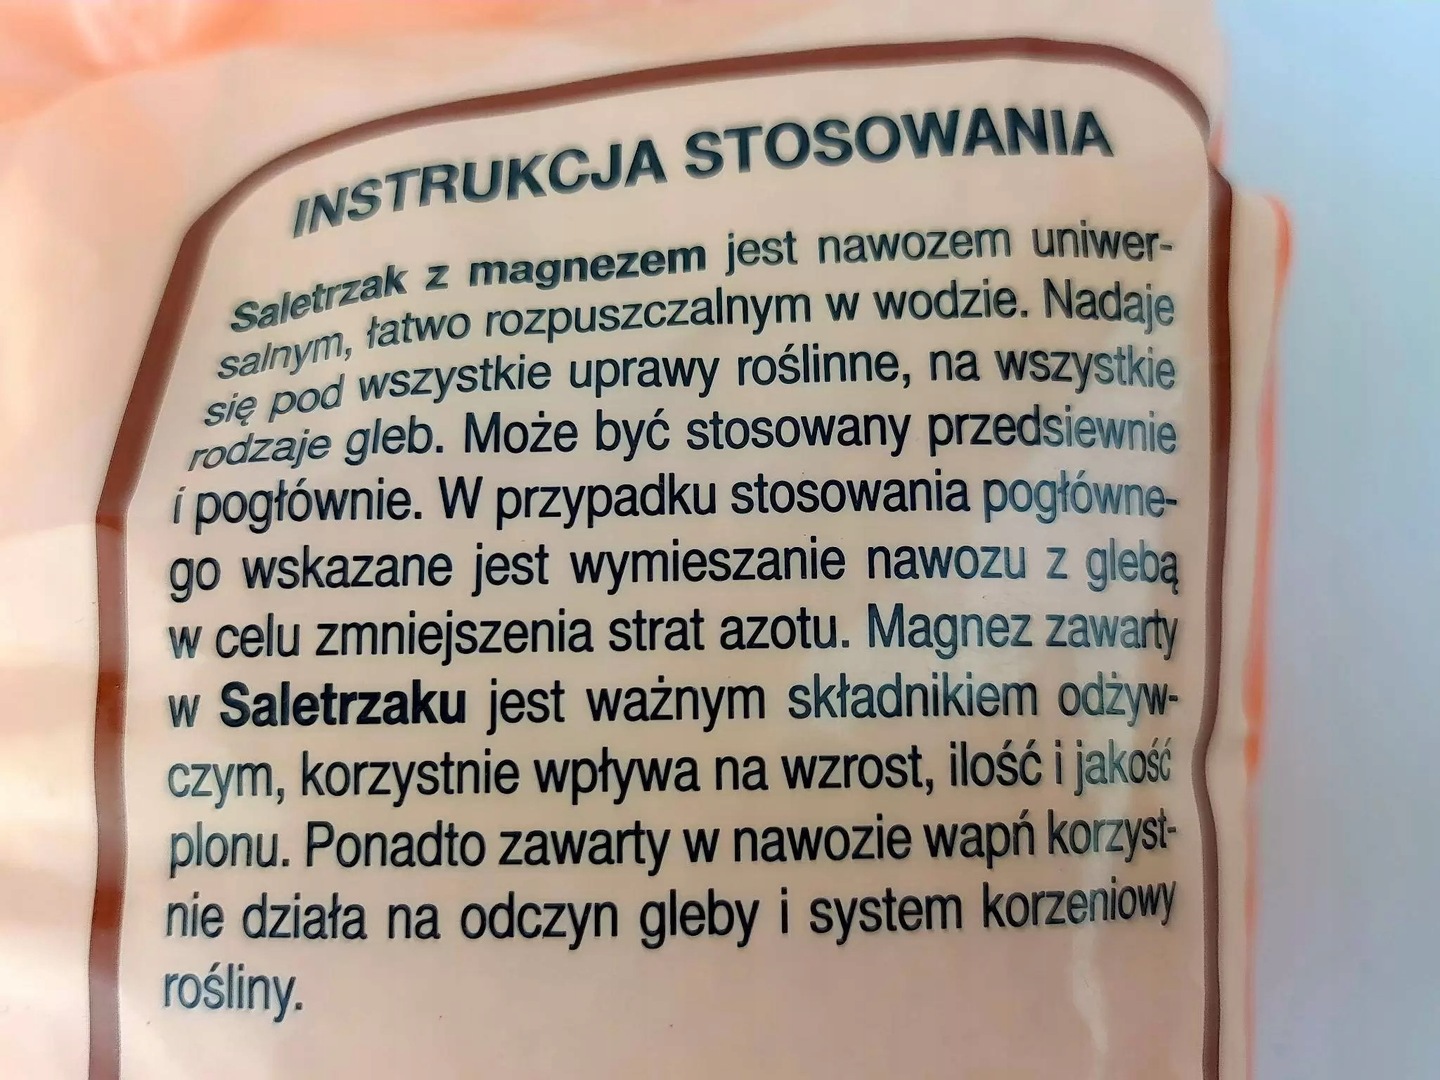 INSTRUKCJA STOSOWANIA
Saletrzak z magnezem jest nawozem uniwer-
salnym, łatwo rozpuszczalnym w wodzie. Nadaje
się pod wszystkie uprawy roślinne, na wszystkie
rodzaje gleb. Może być stosowany przedsiewnie
i pogłównie. W przypadku stosowania pogłówne-
go wskazane jest wymieszanie nawozu z glebą
w celu zmniejszenia strat azotu. Magnez zawarty
w Saletrzaku jest ważnym składnikiem odżyw-
czym, korzystnie wpływa na wzrost, ilość i jakość
plonu. Ponadto zawarty w nawozie wapń korzyst-
nie działa na odczyn gleby i system korzeniowy
rośliny.